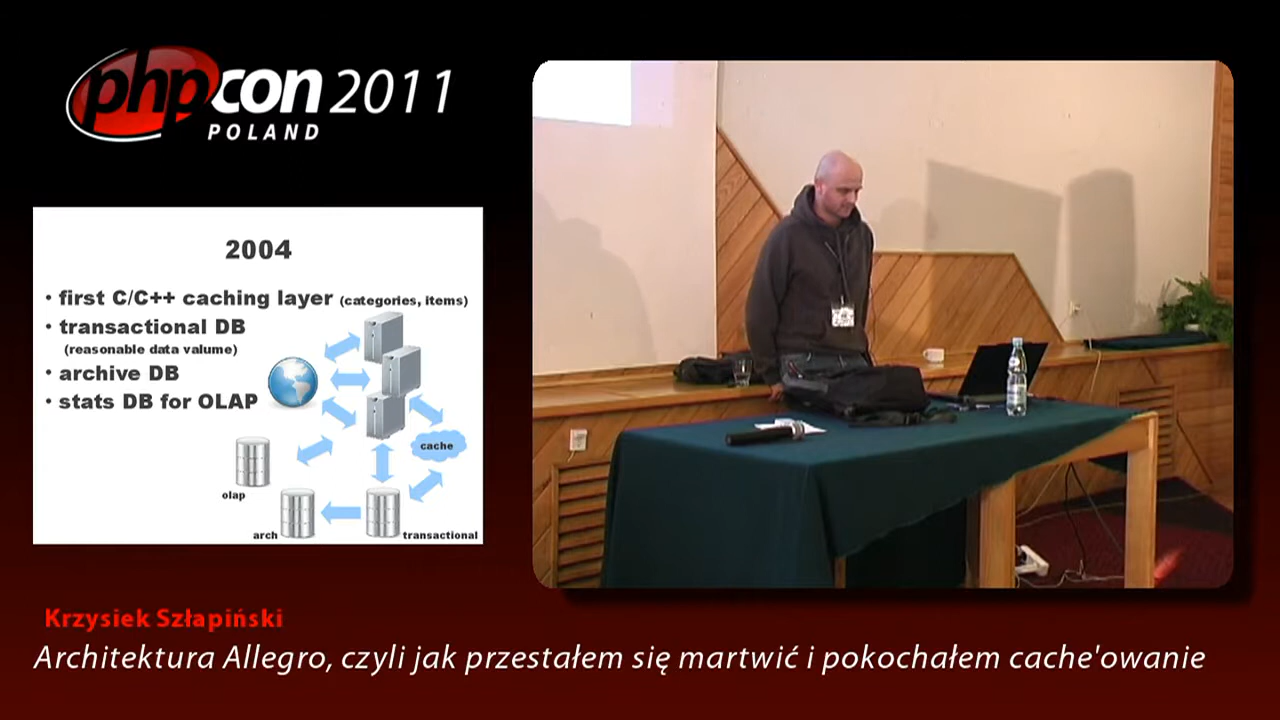 phpcon 2011
POLAND
2004
• first C/C++ caching layer (categories, items)
• transactional DB
(reasonable data valume)
• archive DB
• stats DB for OLAP
cache
olap
arch
transactional
Krzysiek Szłapiński
Architektura Allegro, czyli jak przestałem się martwić i pokochałem cache'owanie